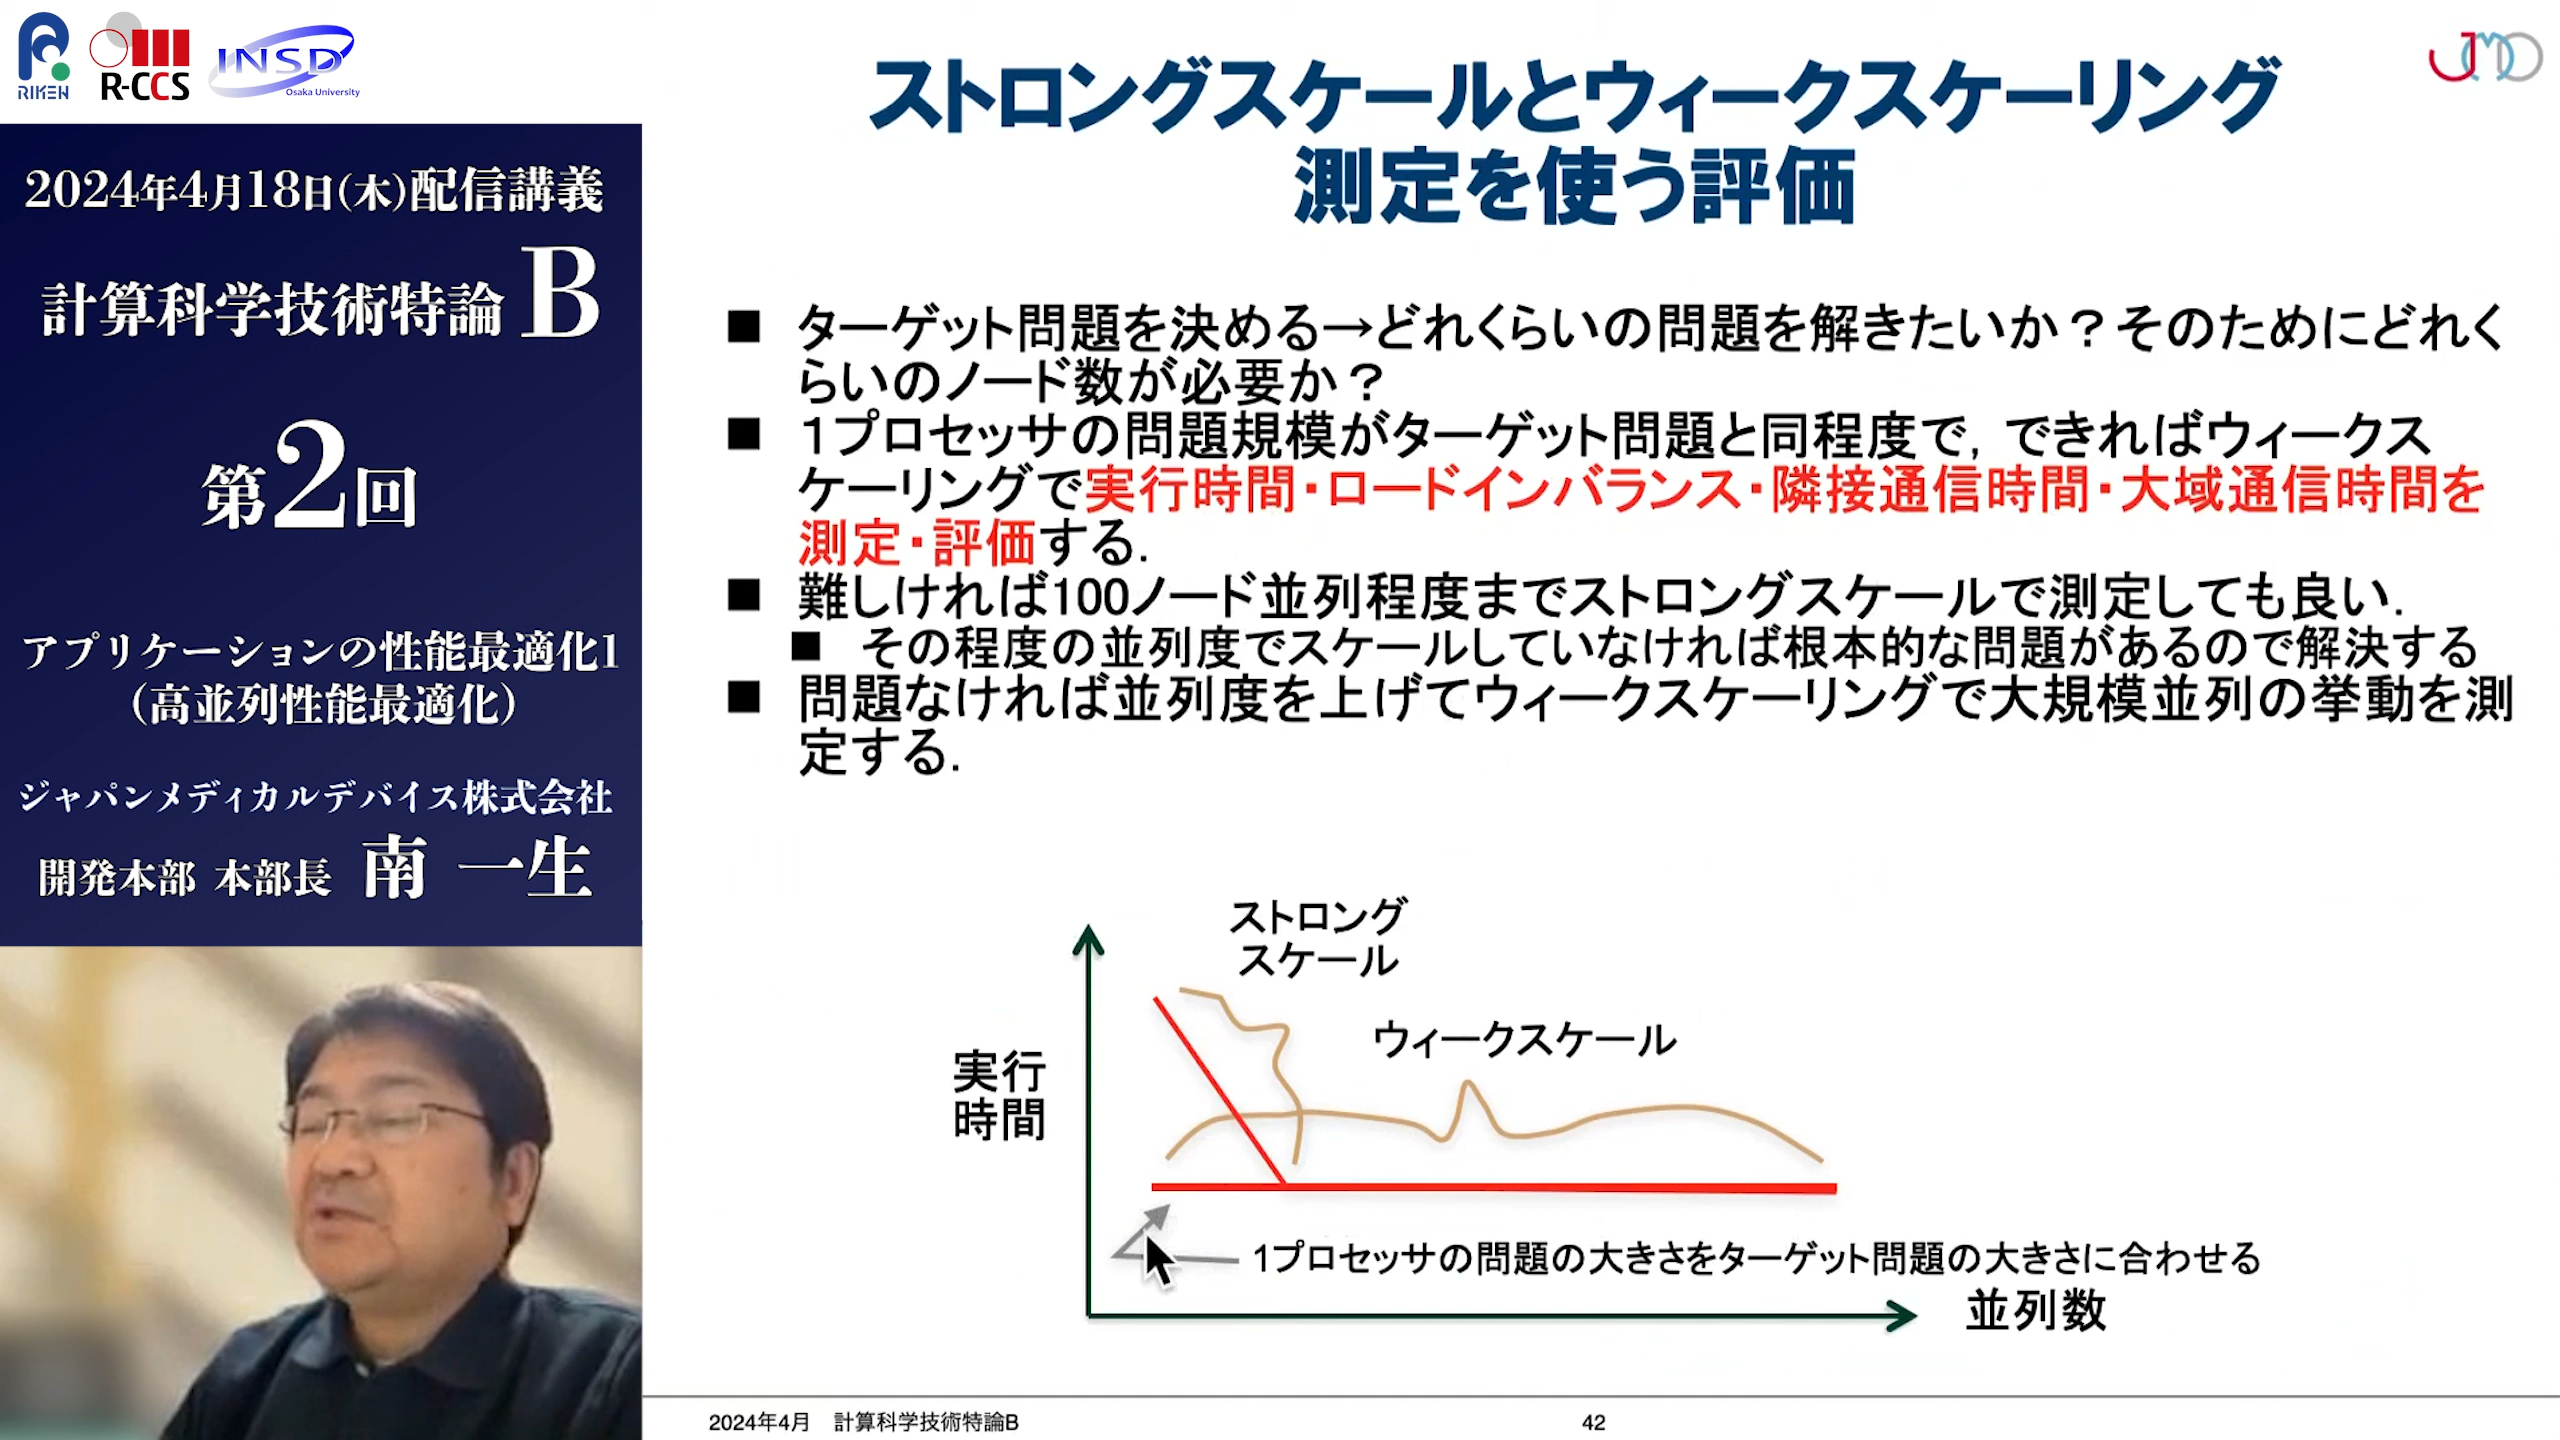 RIKEN
R-CCS
INSD
Osaka University
2024年4月18日(木)配信講義
計算科学技術特論B
第2回
アプリケーションの性能最適化1
(高並列性能最適化)
ジャパンメディカルデバイス株式会社
開発本部 本部長 南 一生
ストロングスケールとウィークスケーリング
測定を使う評価
JMD
■ ターゲット問題を決める→どれくらいの問題を解きたいか？そのためにどれく
らいのノード数が必要か？
■ 1プロセッサの問題規模がターゲット問題と同程度で，できればウィークス
ケーリングで実行時間・ロードインバランス・隣接通信時間・大域通信時間を
測定・評価する．
■ 難しければ100ノード並列程度までストロングスケールで測定しても良い．
■ その程度の並列度でスケールしていなければ根本的な問題があるので解決する
■ 問題なければ並列度を上げてウィークスケーリングで大規模並列の挙動を測
定する．
ストロング
スケール
ウィークスケール
実行
時間
1プロセッサの問題の大きさをターゲット問題の大きさに合わせる
並列数
2024年4月 計算科学技術特論B
42